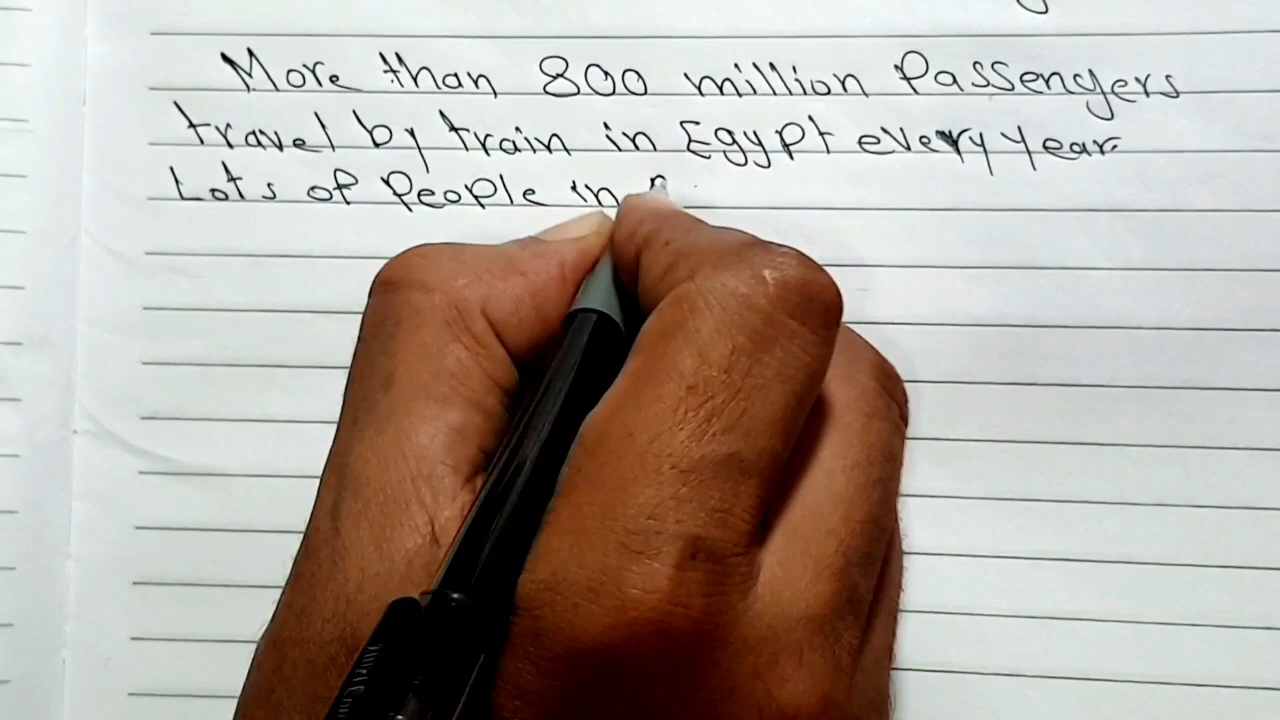 More than 800 million Passengers
travel by train in Egypt every year
Lots of People in